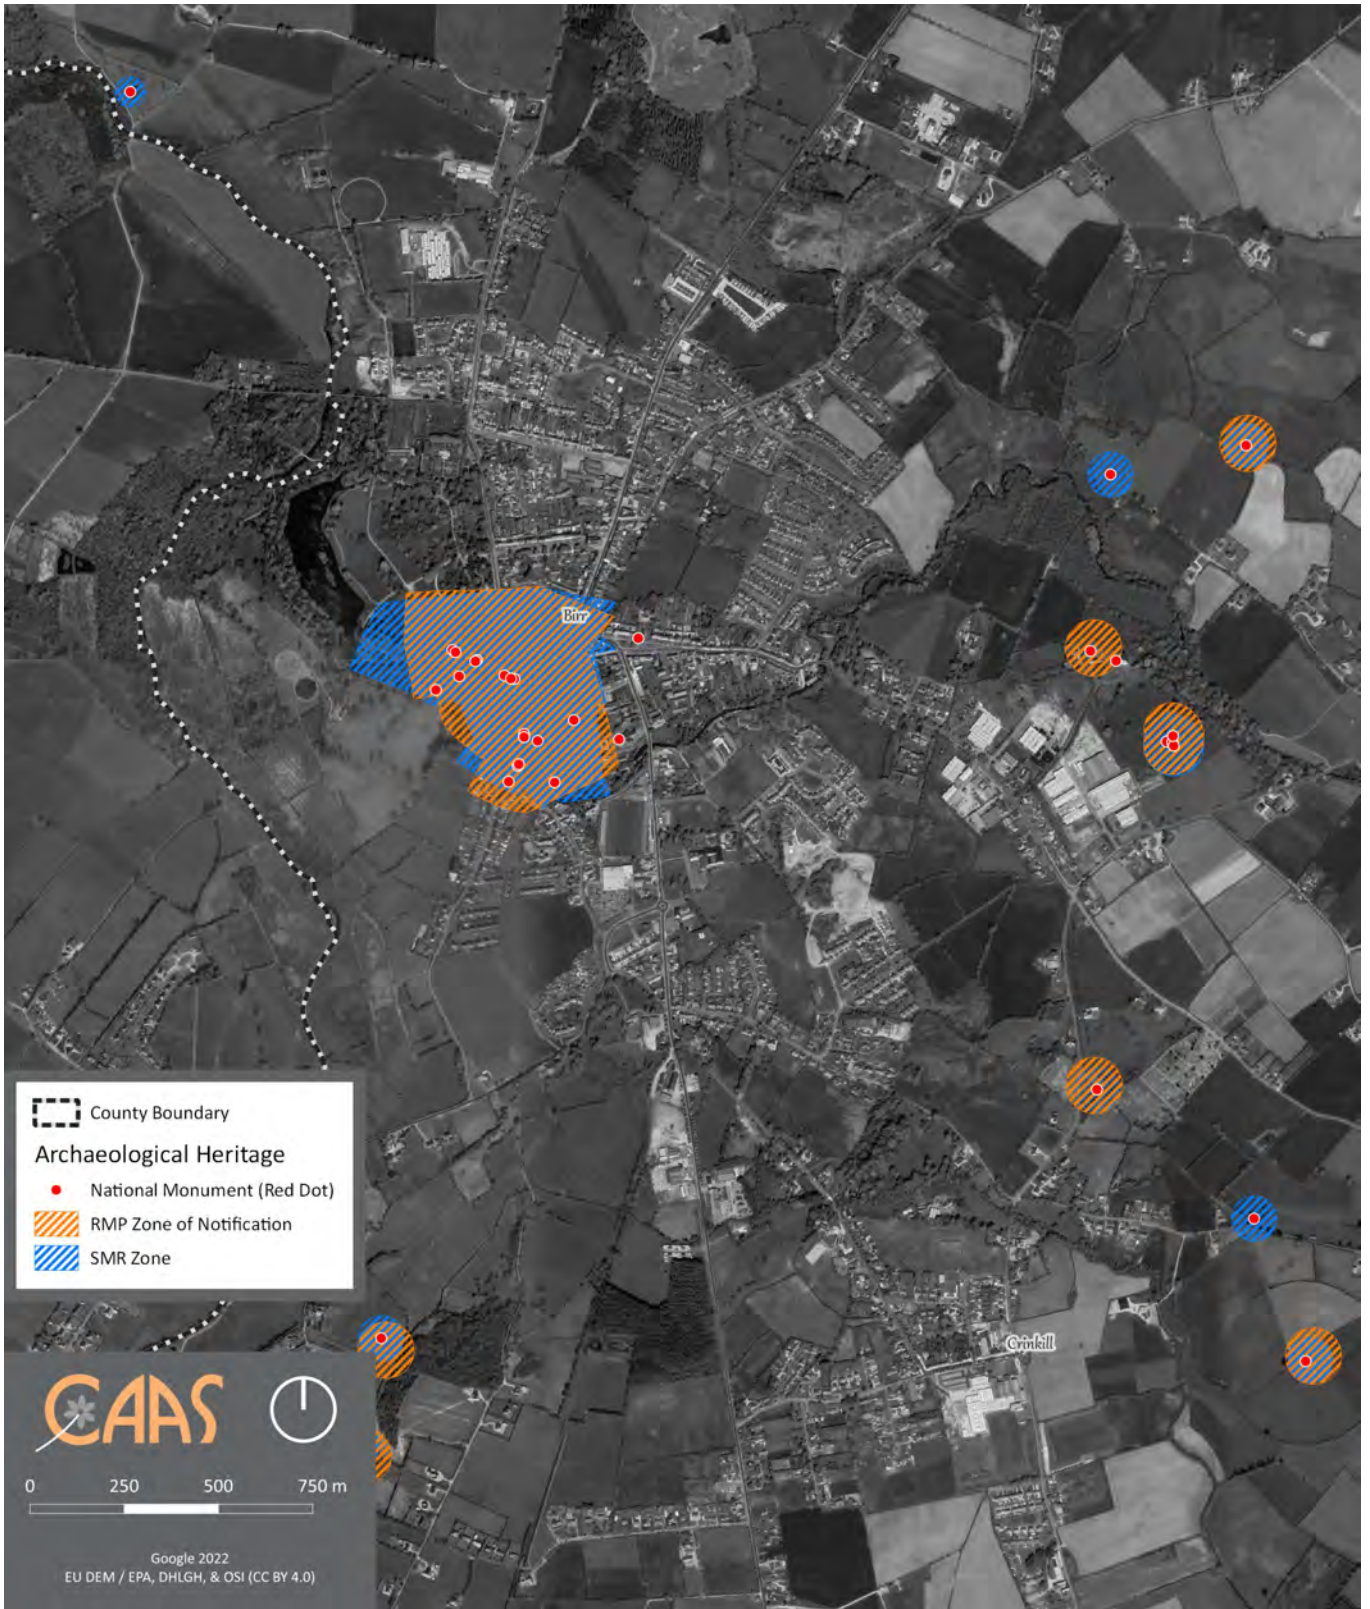 Birr
County Boundary
Archaeological Heritage
National Monument (Red Dot)
RMP Zone of Notification
SMR Zone
Crinkill
CAAS
0 250 500 750 m
Google 2022
EU DEM / EPA, DHLGH, & OSI (CC BY 4.0)